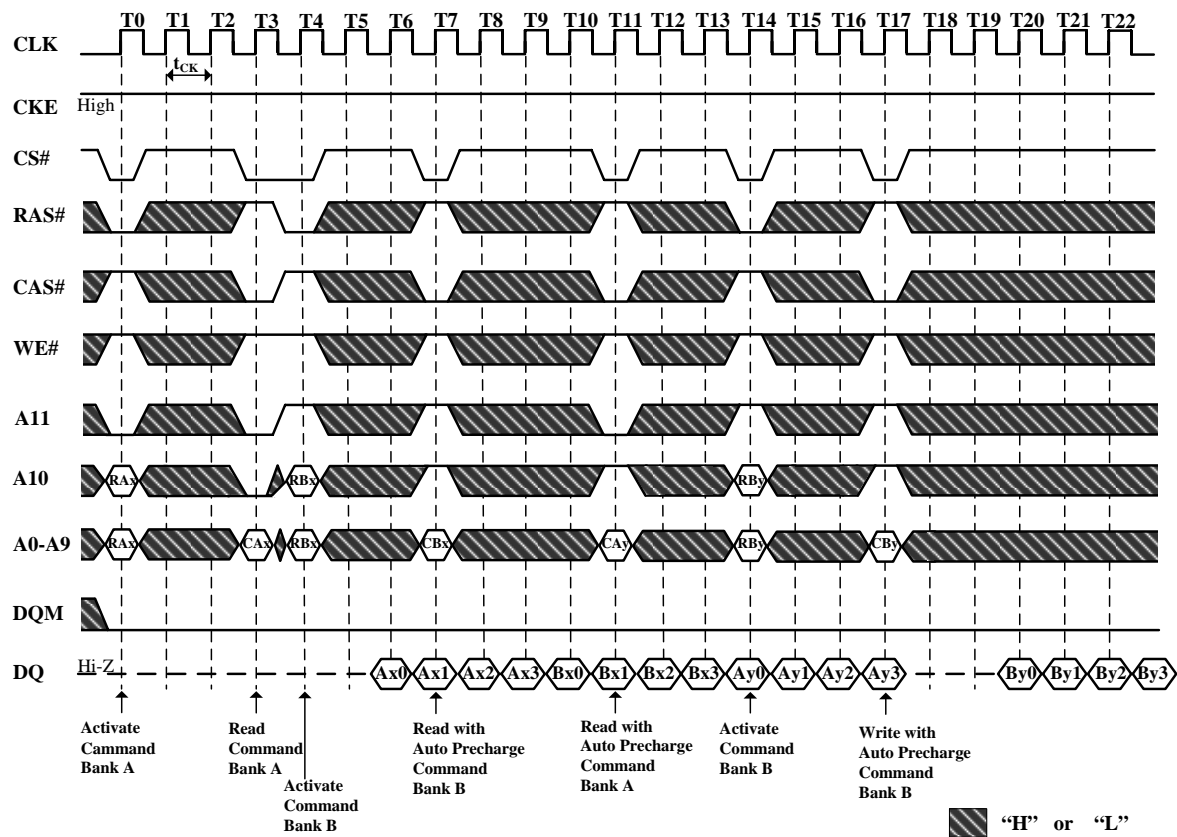 T0 T1 T2 T3 T4 T5 T6 T7 T8 T9 T10 T11 T12 T13 T14 T15 T16 T17 T18 T19 T20 T21 T22
CLK
tCK
CKE High
CS#
RAS#
CAS#
WE#
A11
A10 RAx RBx RBy
A0-A9 RAx CAx RBx CBx CAy RBy CBy
DQM
DQ Hi-Z Ax0 Ax1 Ax2 Ax3 Bx0 Bx1 Bx2 Bx3 Ay0 Ay1 Ay2 Ay3 By0 By1 By2 By3
Activate
Cammand
Bank A
Read
Command
Bank A
Activate
Command
Bank B
Read with
Auto Precharge
Command
Bank B
Read with
Auto Precharge
Command
Bank A
Activate
Command
Bank B
Write with
Auto Precharge
Command
Bank B
“H” or “L”